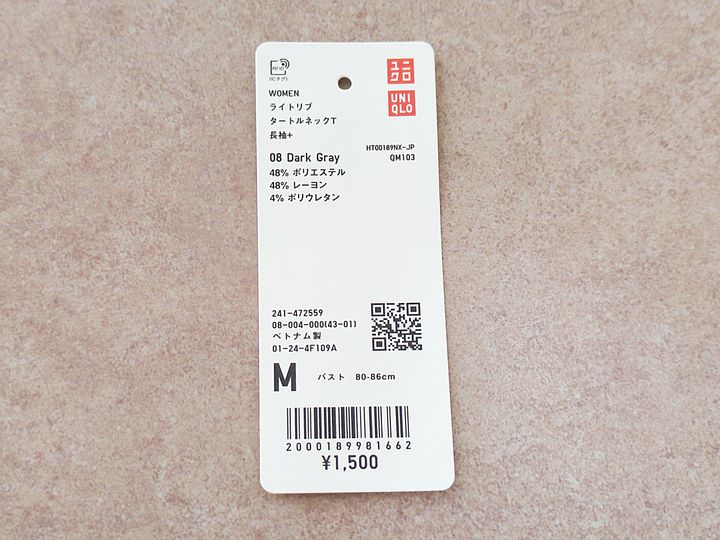 (ICタグ)
ユニ
クロ
UNI
QLO
WOMEN
ライトリブ
タートルネックT
長袖+
HT00189NX-JP
08 Dark Gray
QM103
48% ポリエステル
48% レーヨン
4% ポリウレタン
241-472559
08-004-000(43-01)
ベトナム製
01-24-4F109A
M バスト 80-86cm
2000189981662
¥1,500